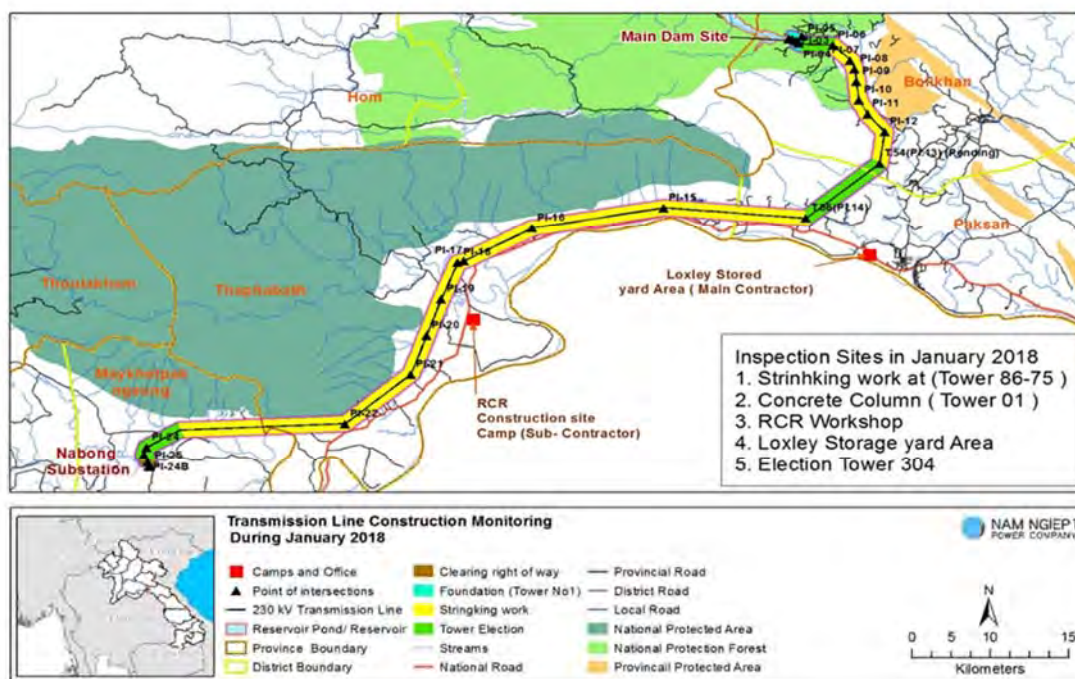 PI-05
PI-06
Main Dam Site
PI-03
PI-04
PI-07
PI-08
PI-09
Bolikhan
PI-10
Hom
PI-11
PI-12
T.54(PI.13) (Pending)
PI-15
T.86(PI.14)
PI-16
Paksan
PI-17
PI-18
Loxley Stored
yard Area ( Main Contractor)
PI-19
Thaphabath
PI-20
PI-21
RCR
Construction site
Camp (Sub- Contractor)
PI-22
PI-24
Nabong
Substation
PI-24B
Inspection Sites in January 2018
1. Strinhking work at (Tower 86-75 )
2. Concrete Column ( Tower 01 )
3. RCR Workshop
4. Loxley Storage yard Area
5. Election Tower 304
Transmission Line Construction Monitoring
During January 2018
Camps and Office
Point of intersections
230 kV Transmission Line
Reservoir Pond/ Reservoir
Province Boundary
District Boundary
Clearing right of way
Foundation (Tower No1)
Stringking work
Tower Election
Streams
National Road
Provincial Road
District Road
Local Road
National Protected Area
National Protection Forest
Provincail Protected Area
NAM NGIEP1
POWER COMPANY
N
0 5 10 15
Kilometers